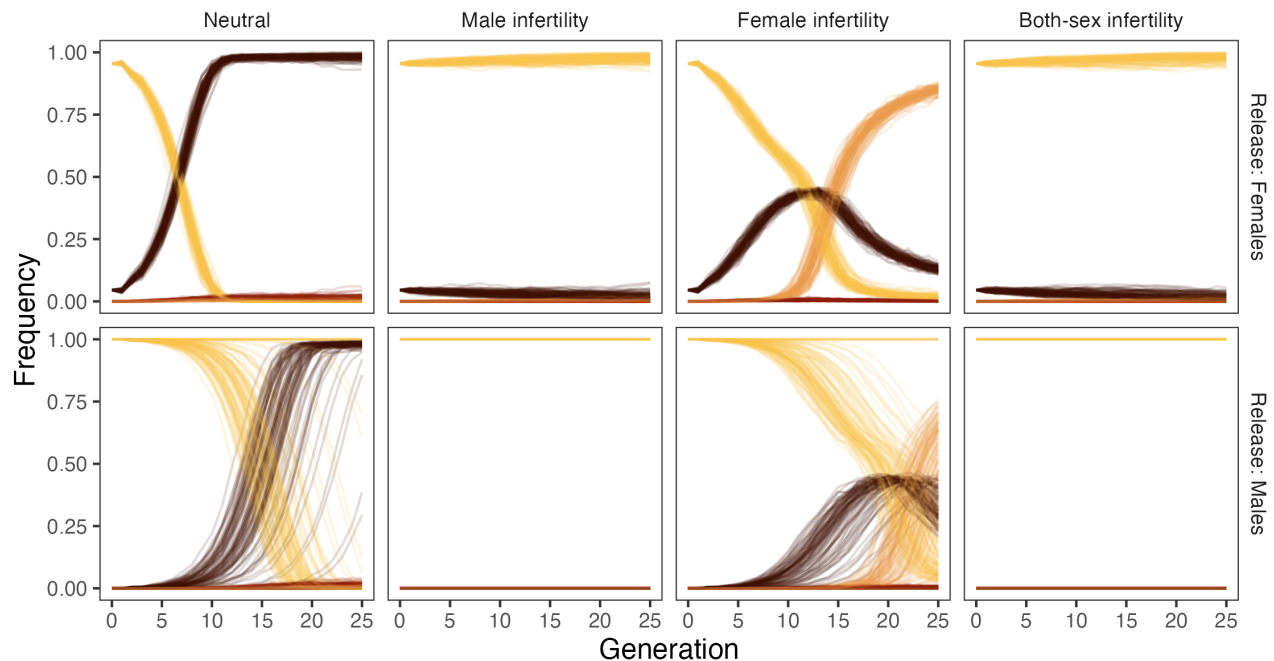 Neutral Male infertility Female infertility Both-sex infertility
1.00
0.75
0.50
0.25
0.00
Release: Females
Frequency
1.00
0.75
0.50
0.25
0.00
Release: Males
0 5 10 15 20 25 0 5 10 15 20 25 0 5 10 15 20 25 0 5 10 15 20 25
Generation